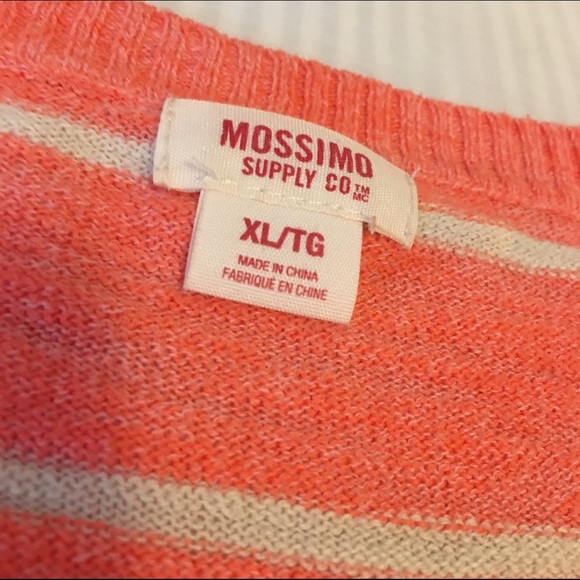 MOSSIMO
SUPPLY CO ™ MC
XL/TG
MADE IN CHINA
FABRIQUÉ EN CHINE